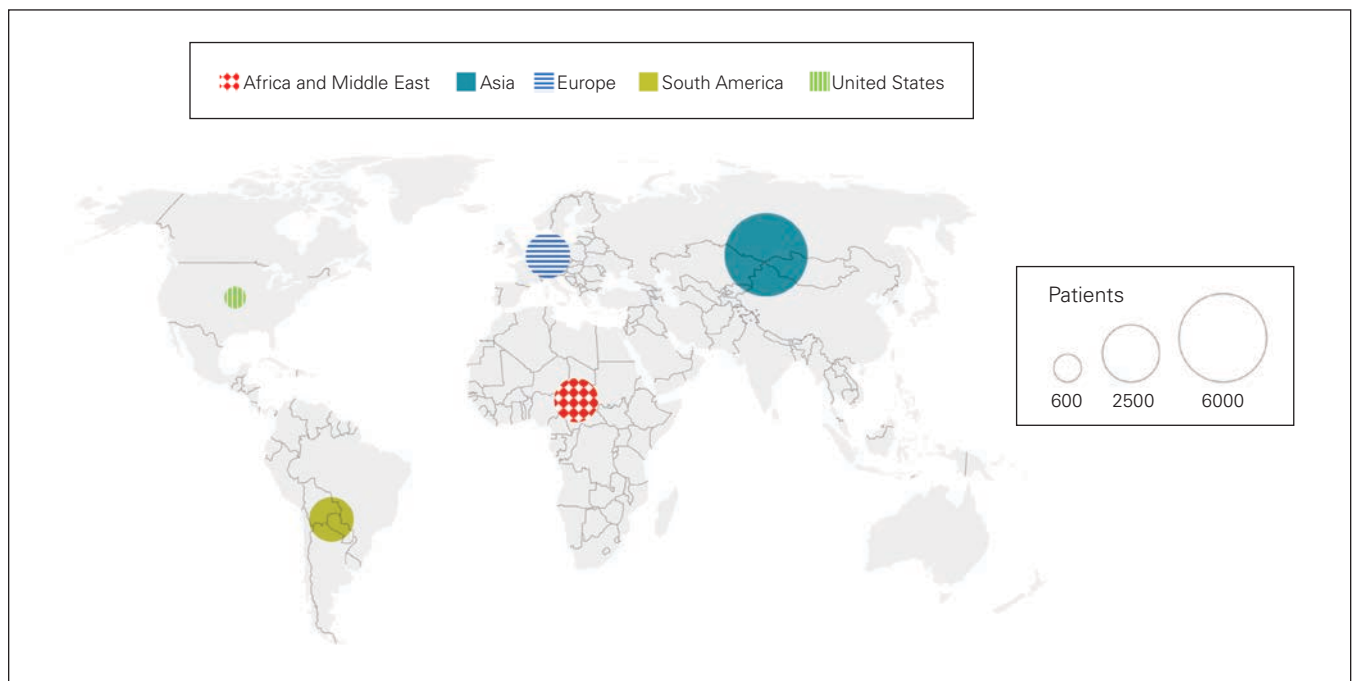 Africa and Middle East Asia Europe South America United States
Patients
600 2500 6000